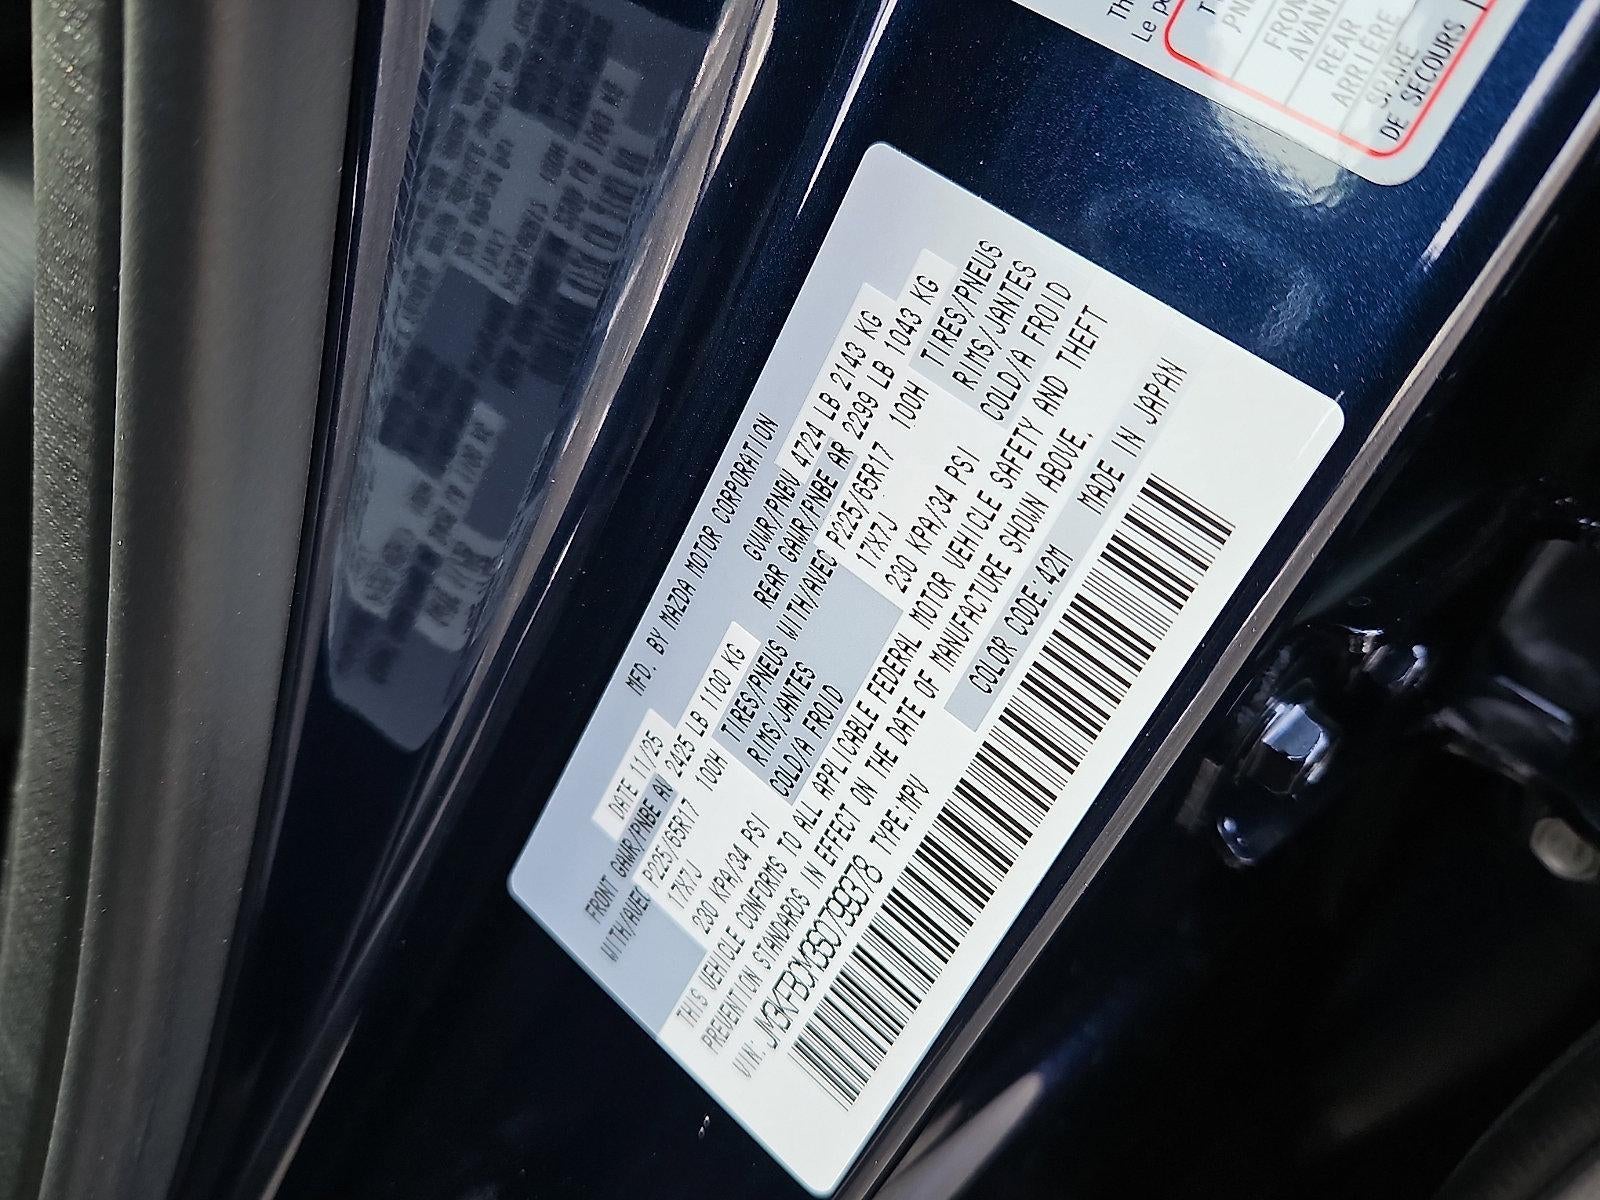 MFD. BY MAZDA MOTOR CORPORATION
DATE 11/25 GVWR/PNBV 4724 LB 2143 KG
FRONT GAWR/PNBE AV 2425 LB 1100 KG REAR GAWR/PNBE AR 2299 LB 1043 KG
WITH/AVEC P225/65R17 100H TIRES/PNEUS WITH/AVEC P225/65R17 100H TIRES/PNEUS
17X7J RIMS/JANTES 17X7J RIMS/JANTES
230 KPA/34 PSI COLD/A FROID 230 KPA/34 PSI COLD/A FROID
THIS VEHICLE CONFORMS TO ALL APPLICABLE FEDERAL MOTOR VEHICLE SAFETY AND THEFT
PREVENTION STANDARDS IN EFFECT ON THE DATE OF MANUFACTURE SHOWN ABOVE.
VIN: TYPE:MPV COLOR CODE:42M MADE IN JAPAN
FRONT
AVANT
REAR
ARRIÈRE
SPARE
DE SECOURS